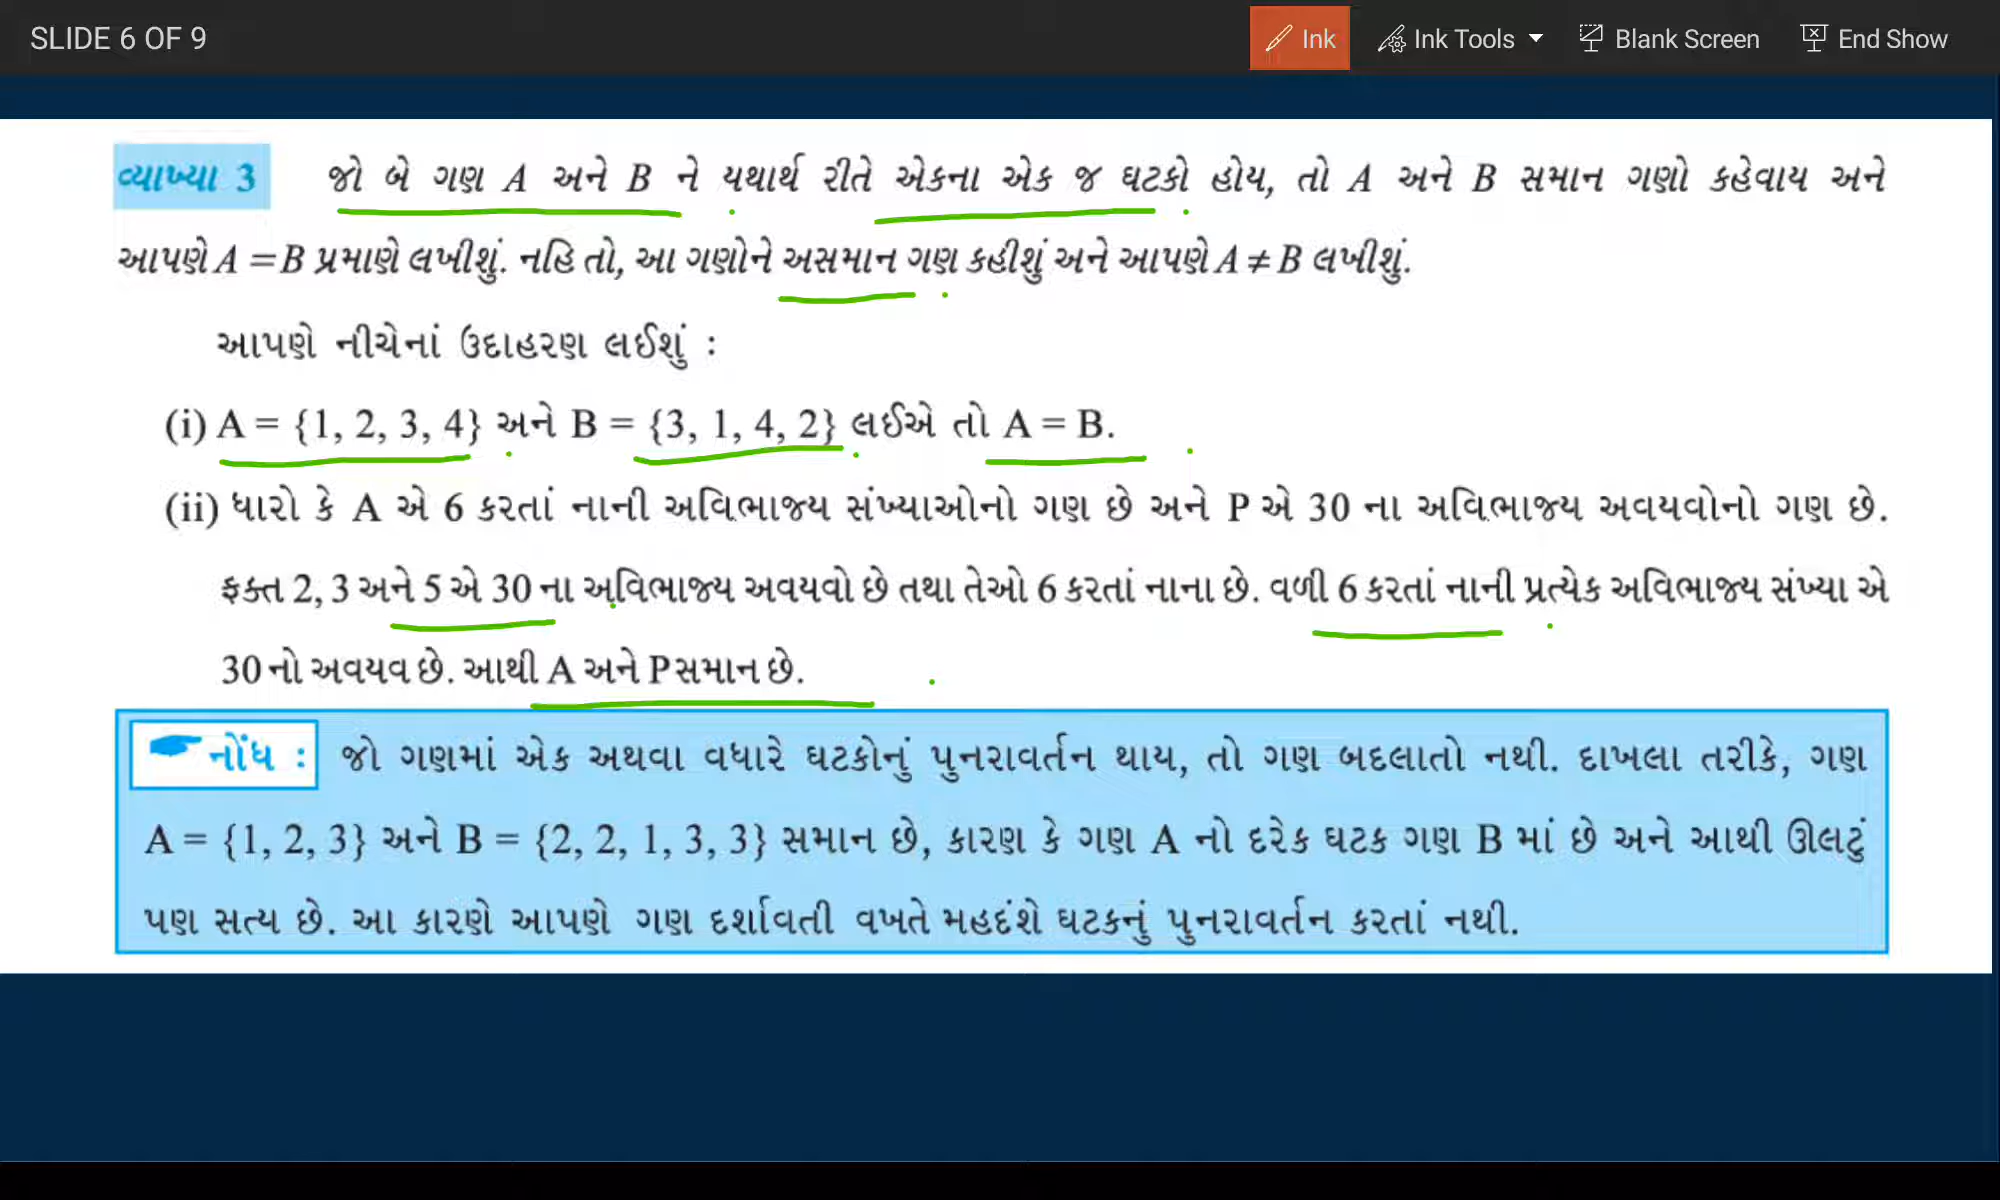 SLIDE 6 OF 9 Ink Ink Tools Blank Screen End Show
વ્યાખ્યા 3 જો બે ગણ A અને B ને યથાર્થ રીતે એકના એક જ ઘટકો હોય, તો A અને B સમાન ગણો કહેવાય અને
આપણે A = B પ્રમાણે લખીશું. નહિ તો, આ ગણોને અસમાન ગણ કહીશું અને આપણે A ≠ B લખીશું.
આપણે નીચેનાં ઉદાહરણ લઈશું :
(i) A = {1, 2, 3, 4} અને B = {3, 1, 4, 2} લઈએ તો A = B.
(ii) ધારો કે A એ 6 કરતાં નાની અવિભાજ્ય સંખ્યાઓનો ગણ છે અને P એ 30 ના અવિભાજ્ય અવયવોનો ગણ છે.
ફક્ત 2, 3 અને 5 એ 30 ના અવિભાજ્ય અવયવો છે તથા તેઓ 6 કરતાં નાના છે. વળી 6 કરતાં નાની પ્રત્યેક અવિભાજ્ય સંખ્યા એ
30 નો અવયવ છે. આથી A અને P સમાન છે.
નોંધ : જો ગણમાં એક અથવા વધારે ઘટકોનું પુનરાવર્તન થાય, તો ગણ બદલાતો નથી. દાખલા તરીકે, ગણ
A = {1, 2, 3} અને B = {2, 2, 1, 3, 3} સમાન છે, કારણ કે ગણ A નો દરેક ઘટક ગણ B માં છે અને આથી ઊલટું
પણ સત્ય છે. આ કારણે આપણે ગણ દર્શાવતી વખતે મહદંશે ઘટકનું પુનરાવર્તન કરતાં નથી.